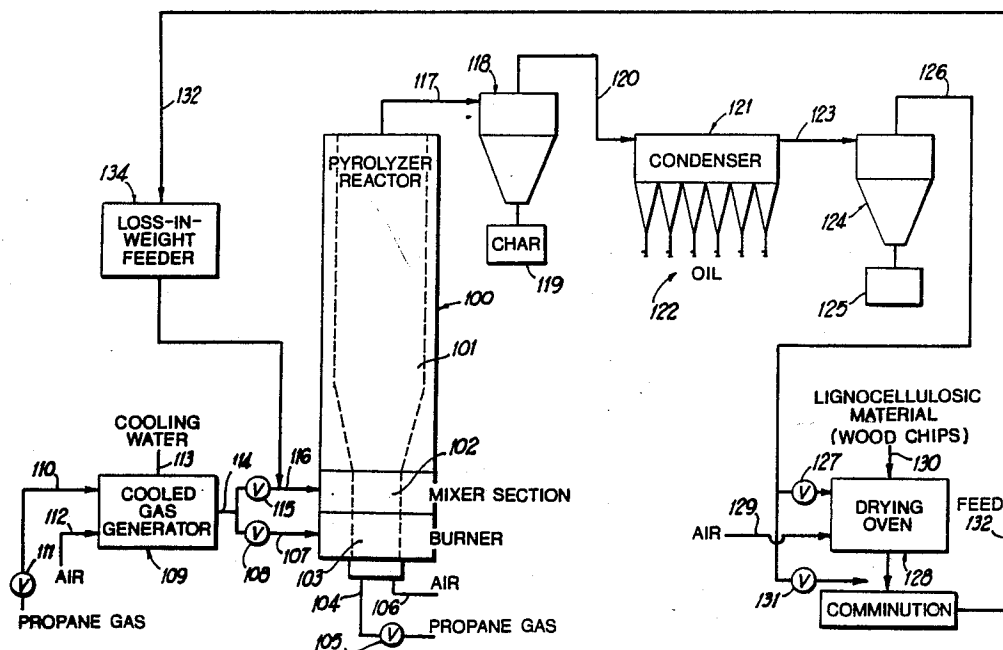 132
134
LOSS-IN-
WEIGHT
FEEDER
117
118
120
126
PYROLYZER
REACTOR
121
CONDENSER
123
124
CHAR
119
OIL
122
125
100
101
102
COOLING
WATER
113
110
112
111
AIR
PROPANE GAS
COOLED
GAS
GENERATOR
109
114
V
115
116
V
108
107
MIXER SECTION
BURNER
103
104
106
AIR
V
105
PROPANE GAS
LIGNOCELLULOSIC
MATERIAL
(WOOD CHIPS)
130
127
V
129
AIR
DRYING
OVEN
128
FEED
132
V
131
COMMINUTION
V